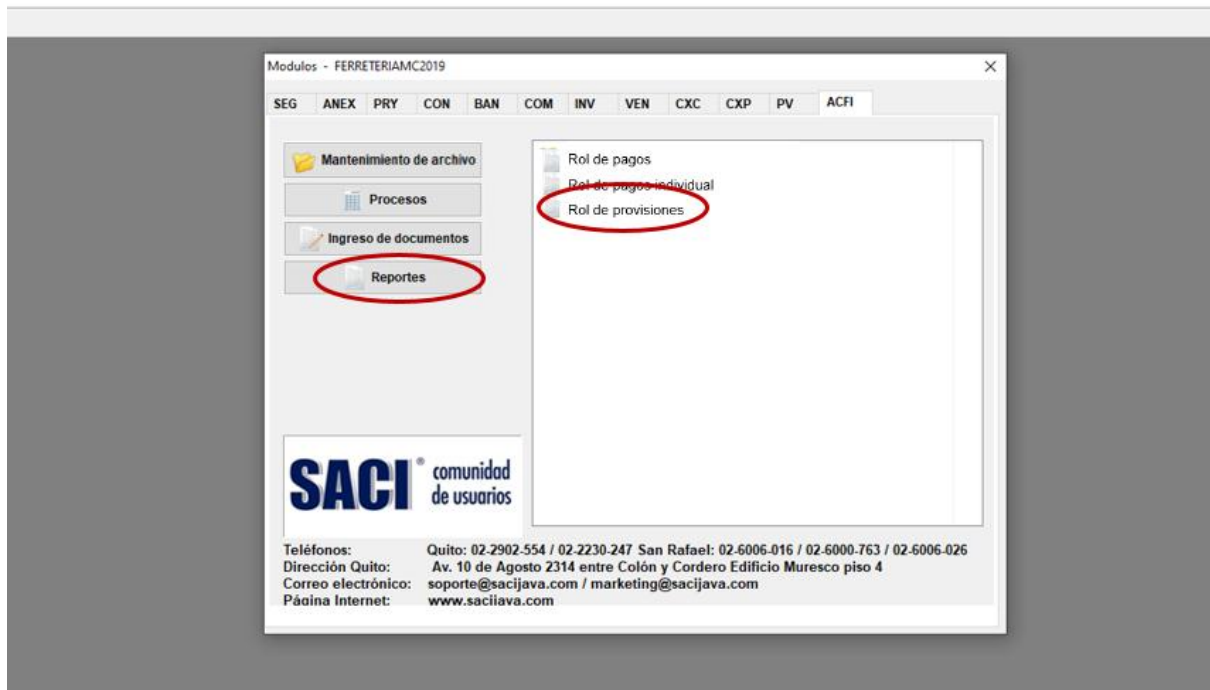 Modulos - FERRETERIAMC2019
SEG ANEX PRY CON BAN COM INV VEN CXC CXP PV ACFI
Mantenimiento de archivo
Procesos
Ingreso de documentos
Reportes
Rol de pagos
Rol de pagos individual
Rol de provisiones
SACI® comunidad de usuarios
Teléfonos: Quito: 02-2902-554 / 02-2230-247 San Rafael: 02-6006-016 / 02-6000-763 / 02-6006-026
Dirección Quito: Av. 10 de Agosto 2314 entre Colón y Cordero Edificio Muresco piso 4
Correo electrónico: soporte@sacijava.com / marketing@sacijava.com
Página Internet: www.sacijava.com